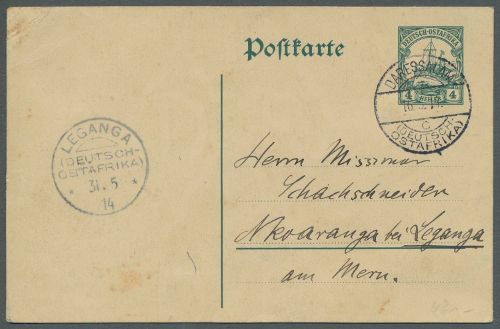 Postkarte
DEUTSCH-OSTAFRIKA
4 HELLER 4
DARESSALAM
C
(DEUTSCH-
OSTAFRIKA)
LEGANGA
(DEUTSCH-
OSTAFRIKA)
* 31.5 *
14
Herrn Missionar
Schachschneider
Nkoaranga bei Leganga
am Meru.